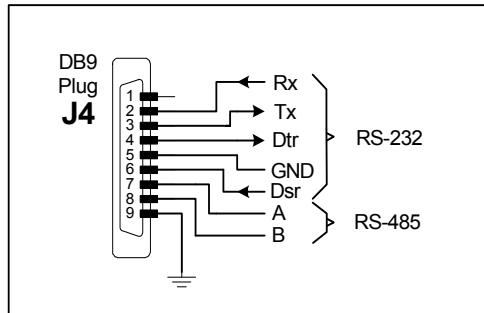 DB9
Plug
J4
1
2
3
4
5
6
7
8
9
Rx
Tx
Dtr
GND
Dsr
A
B
RS-232
RS-485